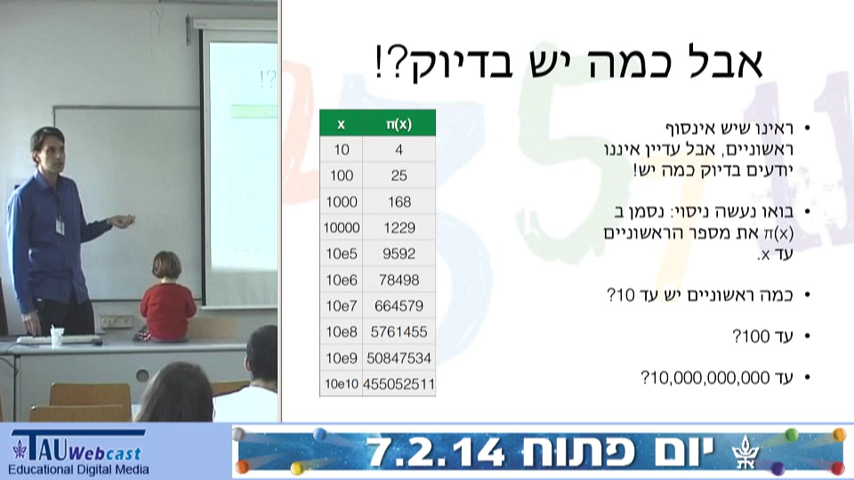 אבל כמה יש בדיוק?!
ראינו שיש אינסוף
ראשוניים, אבל עדיין איננו
יודעים בדיוק כמה יש!
בואו נעשה ניסוי: נסמן ב
π(x) את מספר הראשוניים
עד x.
כמה ראשוניים יש עד 10?
עד 100?
עד 10,000,000,000?
x π(x)
10 4
100 25
1000 168
10000 1229
10e5 9592
10e6 78498
10e7 664579
10e8 5761455
10e9 50847534
10e10 455052511
?!
TAU Webcast
Educational Digital Media
יום פתוח 7.2.14